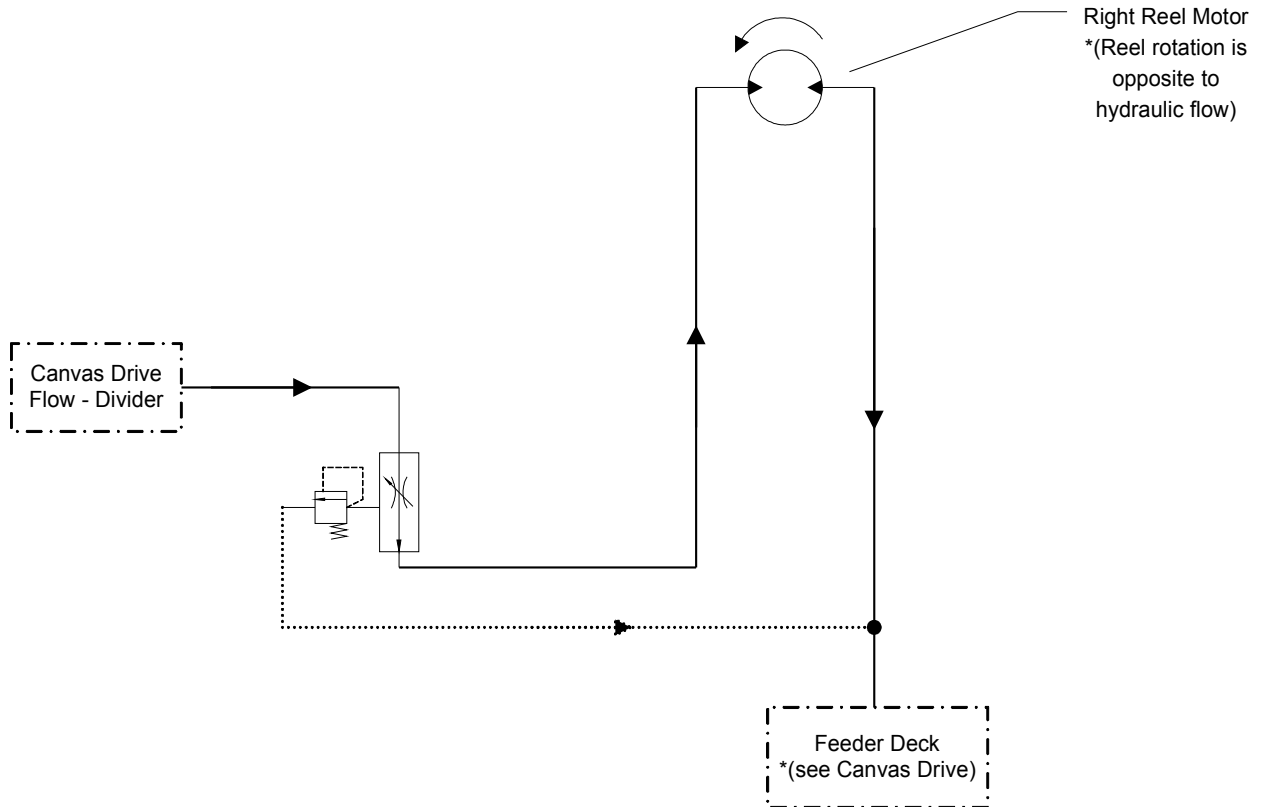 Right Reel Motor
*(Reel rotation is
opposite to
hydraulic flow)
Canvas Drive
Flow - Divider
Feeder Deck
*(see Canvas Drive)